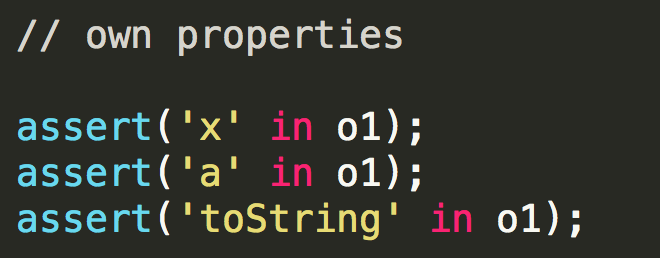 // own properties
assert('x' in o1);
assert('a' in o1);
assert('toString' in o1);